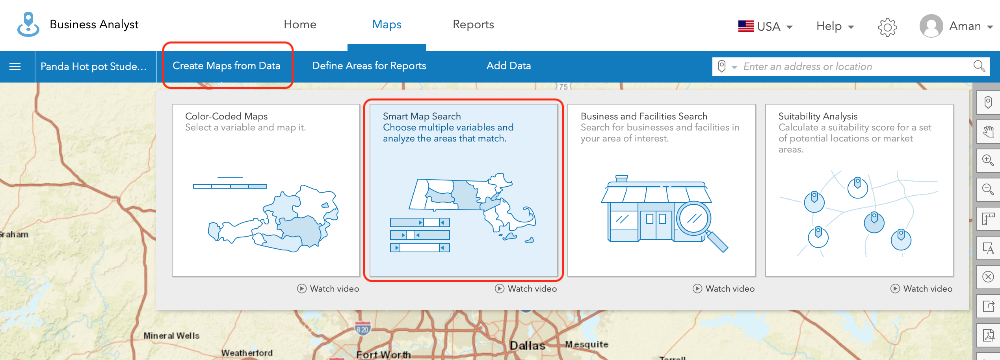 Business Analyst
Home
Maps
Reports
USA
Help
Aman
Panda Hot pot Stude...
Create Maps from Data
Define Areas for Reports
Add Data
Enter an address or location
75
Color-Coded Maps
Select a variable and map it.
Smart Map Search
Choose multiple variables and
analyze the areas that match.
Business and Facilities Search
Search for businesses and facilities in
your area of interest.
Suitability Analysis
Calculate a suitability score for a set
of potential locations or market
areas.
A
Watch video
Watch video
Watch video
Watch video
Graham
820
Mineral Wells
Weatherford
Fort Worth
Dallas
Mesquite
Terrell